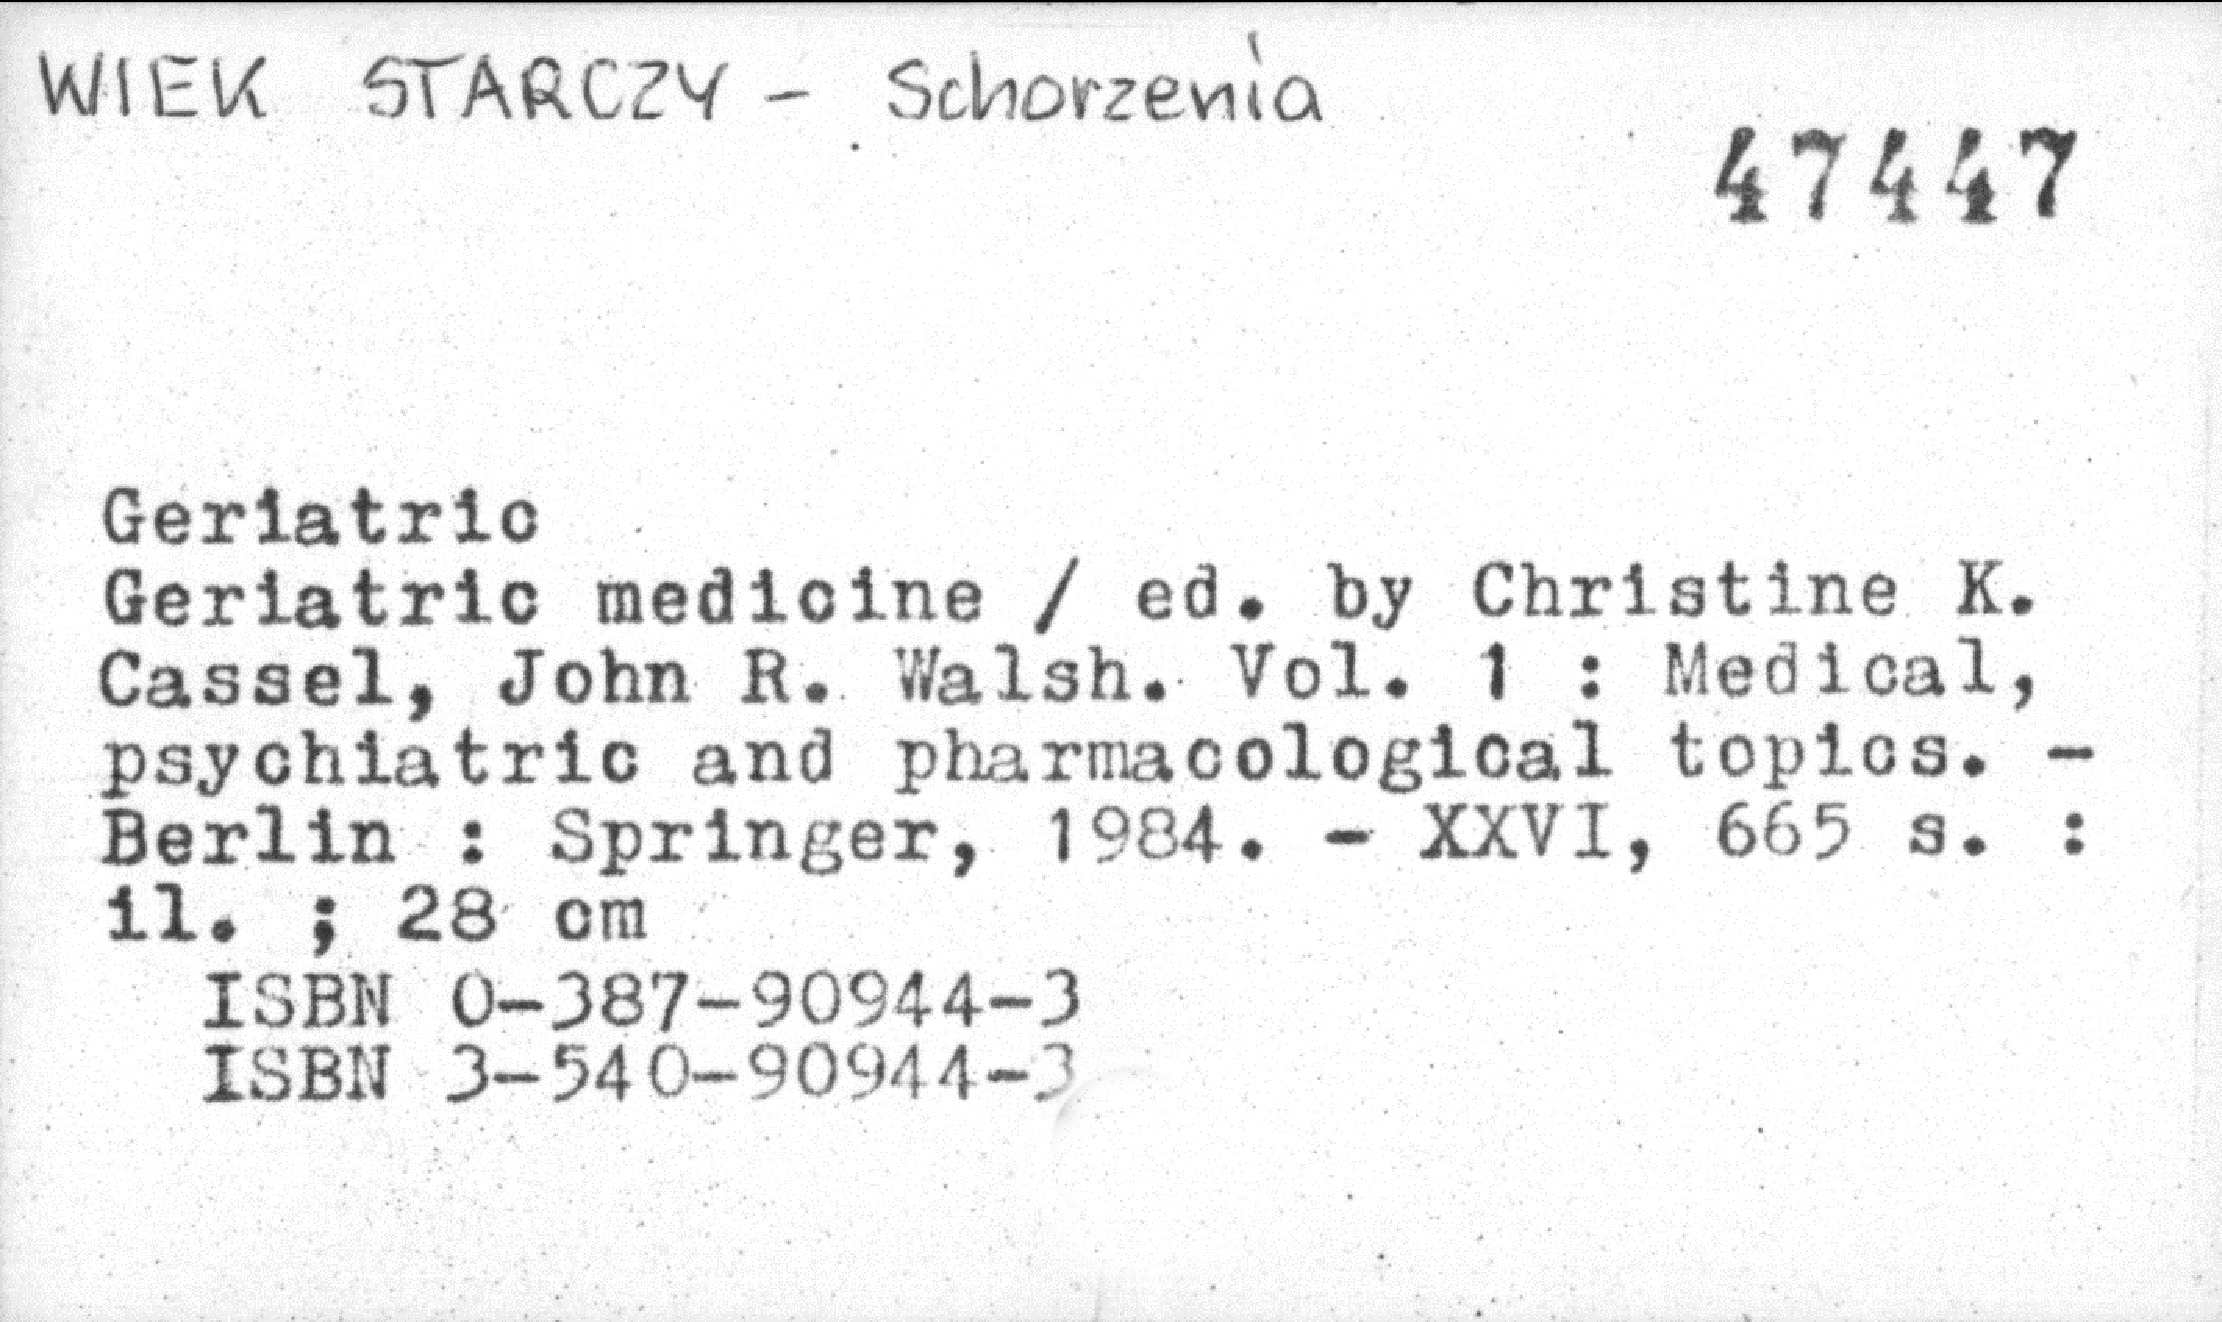 WIEK STARCZY - Schorzenia
47447
Geriatric
Geriatric medicine / ed. by Christine K.
Cassel, John R. Walsh. Vol. 1 : Medical,
psychiatric and pharmacological topics. -
Berlin : Springer, 1984. - XXVI, 665 s. :
il. ; 28 cm
ISBN 0-387-90944-3
ISBN 3-540-90944-3